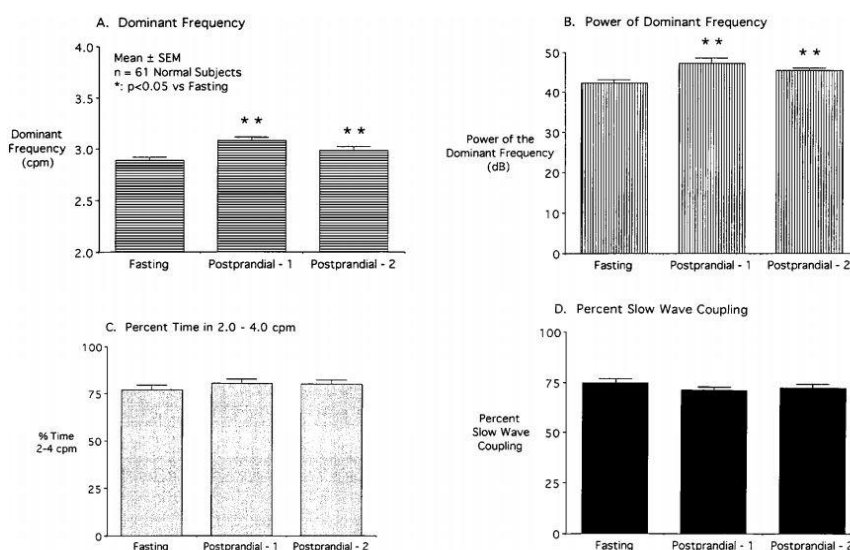 A. Dominant Frequency
4.0
3.5
3.0
2.5
2.0
Mean ± SEM
n = 61 Normal Subjects
*: p<0.05 vs Fasting
* *
* *
Dominant
Frequency
(cpm)
Fasting
Postprandial - 1
Postprandial - 2
B. Power of Dominant Frequency
50
40
30
20
10
0
* *
* *
Power of the
Dominant Frequency
(dB)
Fasting
Postprandial - 1
Postprandial - 2
C. Percent Time in 2.0 - 4.0 cpm
100
75
50
25
0
% Time
2-4 cpm
Fasting
Postprandial - 1
Postprandial - 2
D. Percent Slow Wave Coupling
100
75
50
25
0
Percent
Slow Wave
Coupling
Fasting
Postprandial - 1
Postprandial - 2